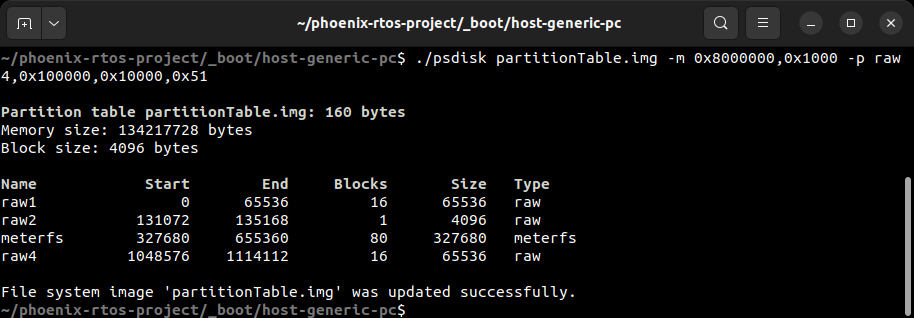 ~/phoenix-rtos-project/_boot/host-generic-pc
~/phoenix-rtos-project/_boot/host-generic-pc$ ./psdisk partitionTable.img -m 0x8000000,0x1000 -p raw
4,0x100000,0x10000,0x51
Partition table partitionTable.img: 160 bytes
Memory size: 134217728 bytes
Block size: 4096 bytes
Name Start End Blocks Size Type
raw1 0 65536 16 65536 raw
raw2 131072 135168 1 4096 raw
meterfs 327680 655360 80 327680 meterfs
raw4 1048576 1114112 16 65536 raw
File system image 'partitionTable.img' was updated successfully.
~/phoenix-rtos-project/_boot/host-generic-pc$